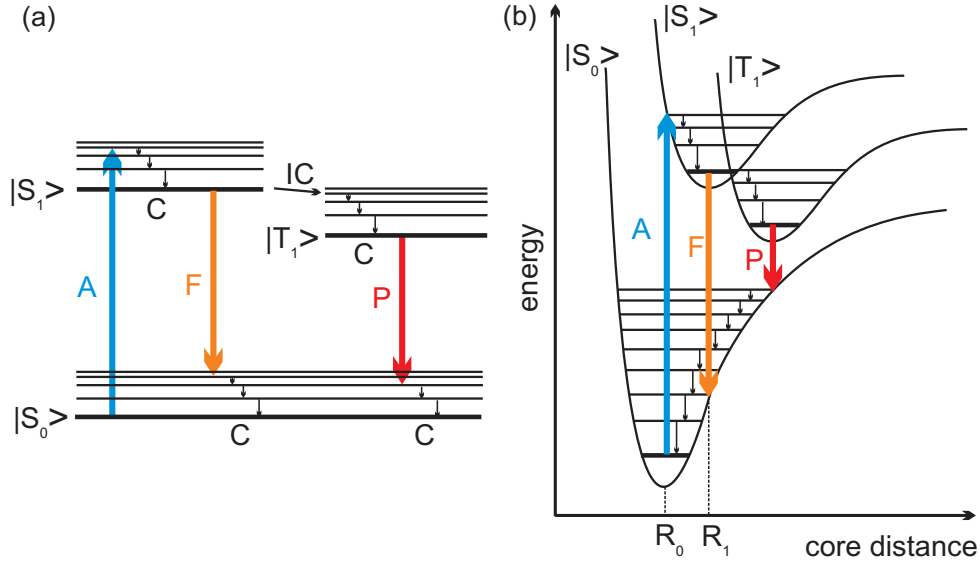 (a)
|S₁>
C
IC
|T₁>
C
A
F
P
|S₀>
C
C
(b)
|S₁>
|S₀>
|T₁>
A
F
P
energy
R₀
R₁
core distance